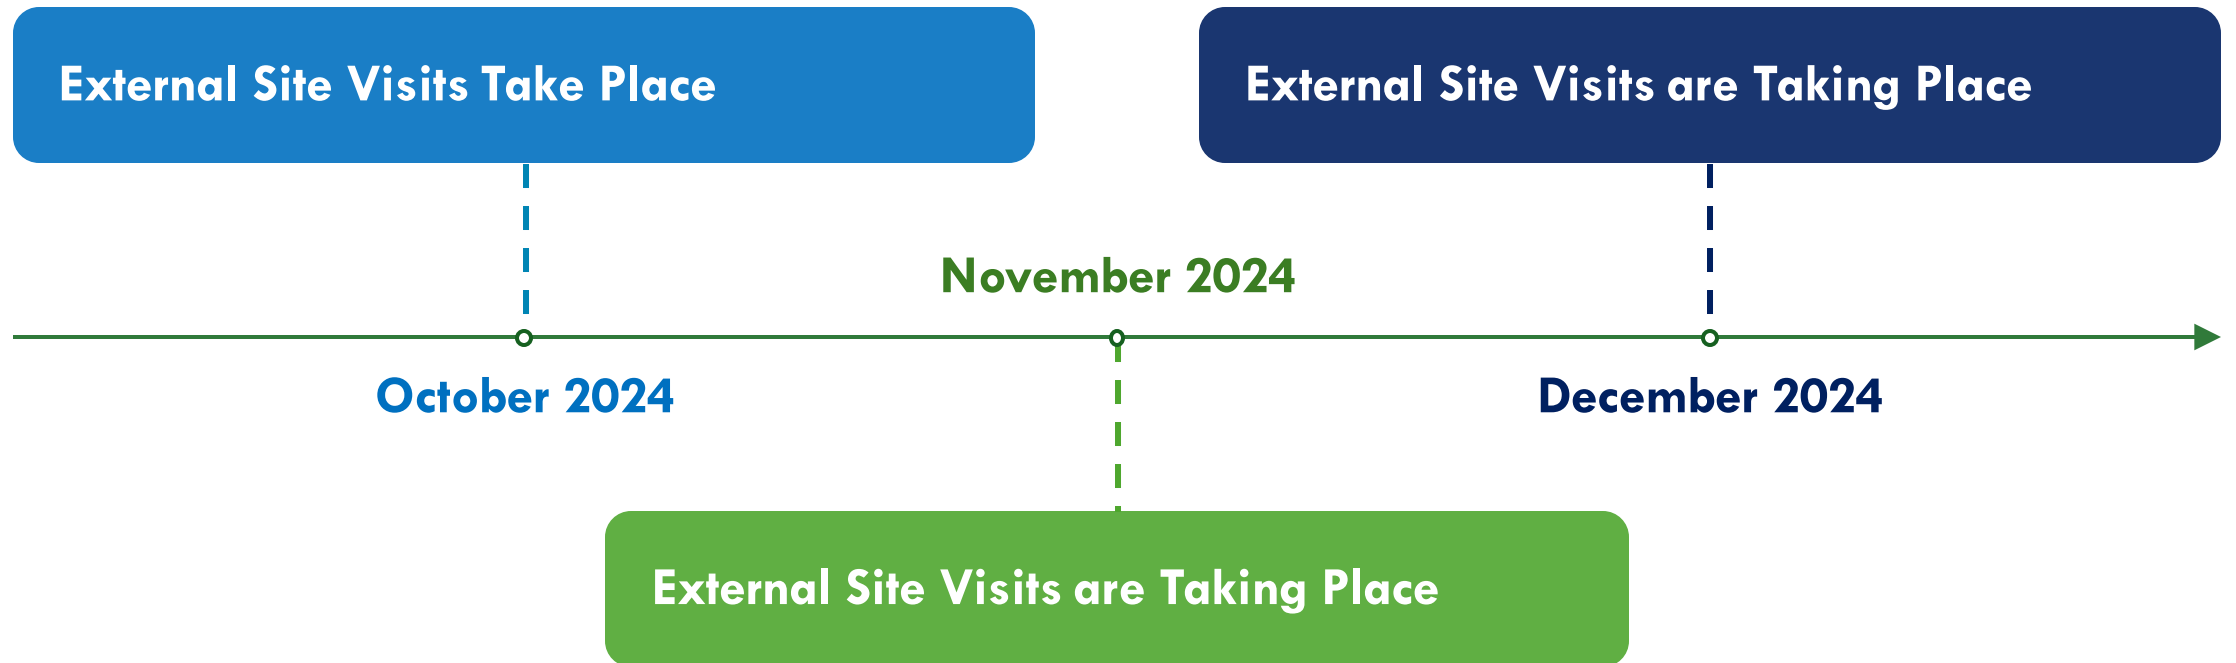 External Site Visits Take Place
External Site Visits are Taking Place
November 2024
October 2024
December 2024
External Site Visits are Taking Place